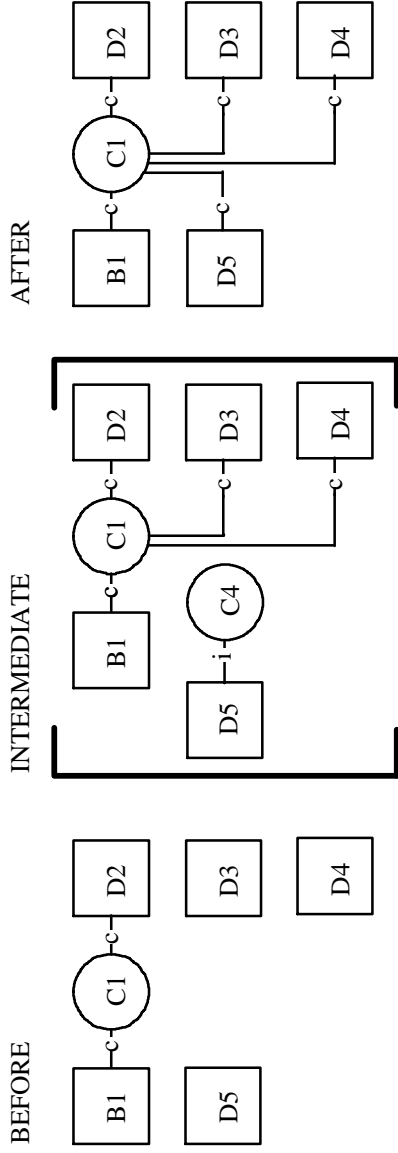 BEFORE INTERMEDIATE AFTER
B1 c C1 c D2 B1 c C1 c D2 B1 c C1 c D2
D5 D3 D5 i C4 c D3 D5 c c D3
D4 c D4 c D4